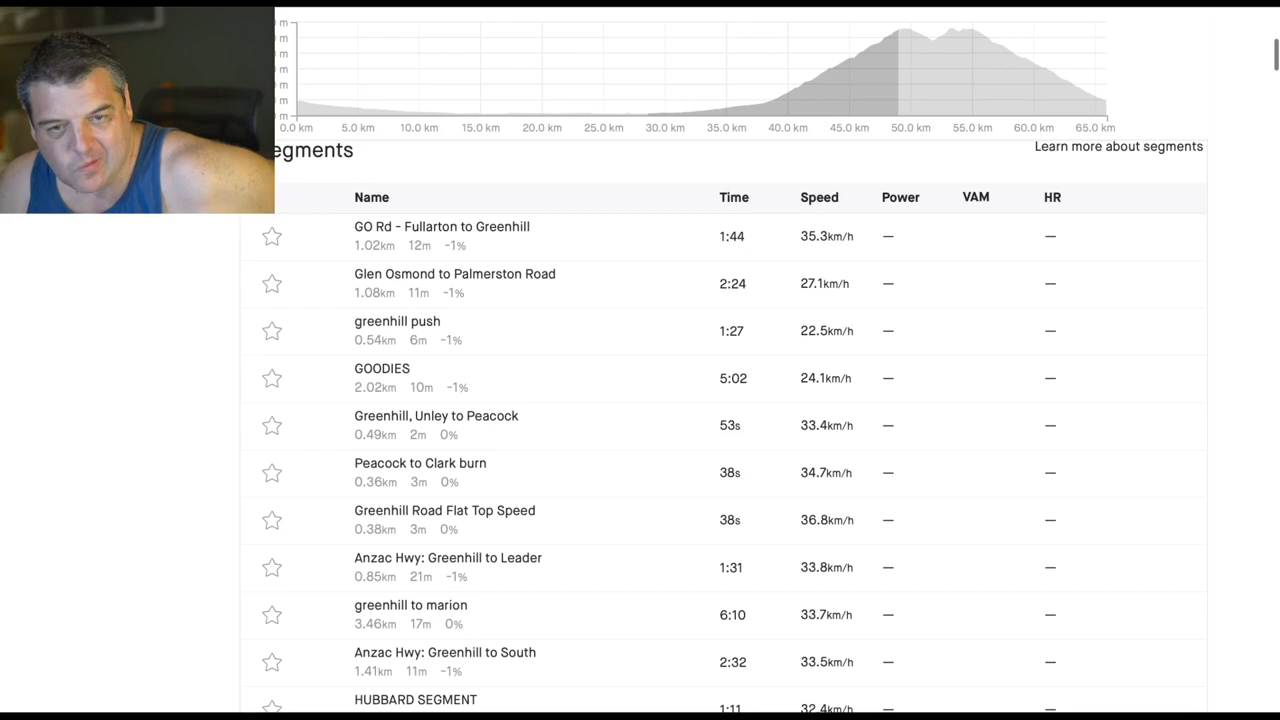 m
m
m
m
m
m
m
0.0 km 5.0 km 10.0 km 15.0 km 20.0 km 25.0 km 30.0 km 35.0 km 40.0 km 45.0 km 50.0 km 55.0 km 60.0 km 65.0 km
egments Learn more about segments
Name Time Speed Power VAM HR
GO Rd - Fullarton to Greenhill
1.02km 12m -1% 1:44 35.3km/h — —
Glen Osmond to Palmerston Road
1.08km 11m -1% 2:24 27.1km/h — —
greenhill push
0.54km 6m -1% 1:27 22.5km/h — —
GOODIES
2.02km 10m -1% 5:02 24.1km/h — —
Greenhill, Unley to Peacock
0.49km 2m 0% 53s 33.4km/h — —
Peacock to Clark burn
0.36km 3m 0% 38s 34.7km/h — —
Greenhill Road Flat Top Speed
0.38km 3m 0% 38s 36.8km/h — —
Anzac Hwy: Greenhill to Leader
0.85km 21m -1% 1:31 33.8km/h — —
greenhill to marion
3.46km 17m 0% 6:10 33.7km/h — —
Anzac Hwy: Greenhill to South
1.41km 11m -1% 2:32 33.5km/h — —
HUBBARD SEGMENT 1:11 32.4km/h — —